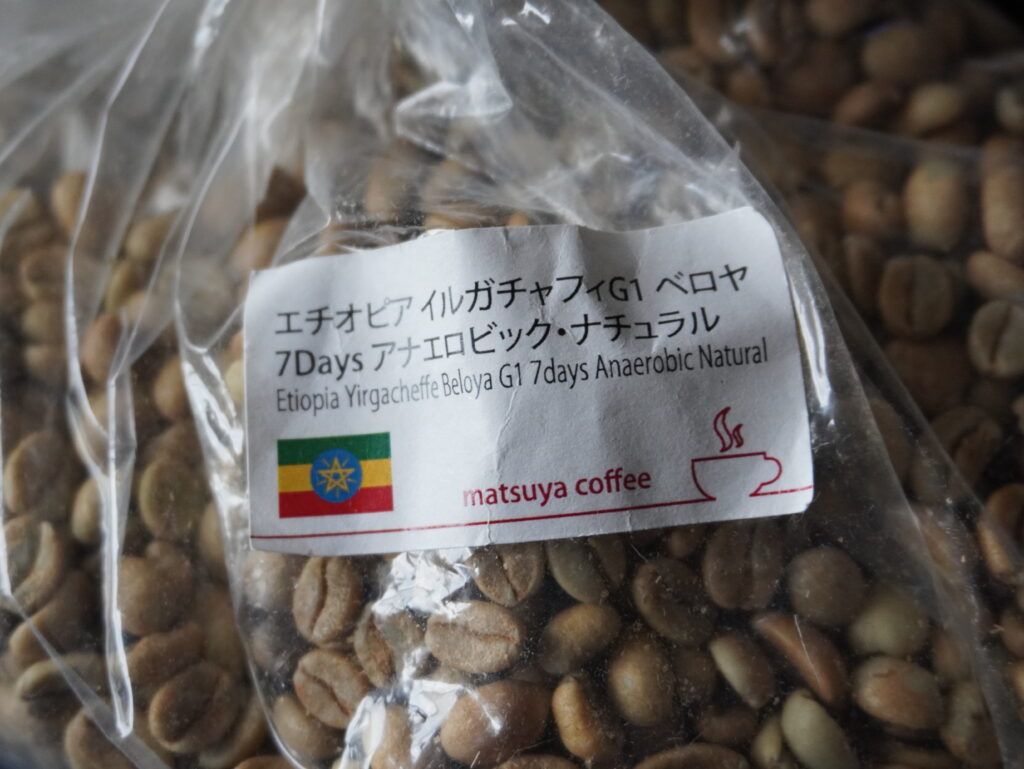 エチオピア イルガチャフィG1 ベロヤ
7Days アナエロビック・ナチュラル
Etiopia Yirgacheffe Beloya G1 7days Anaerobic Natural
matsuya coffee